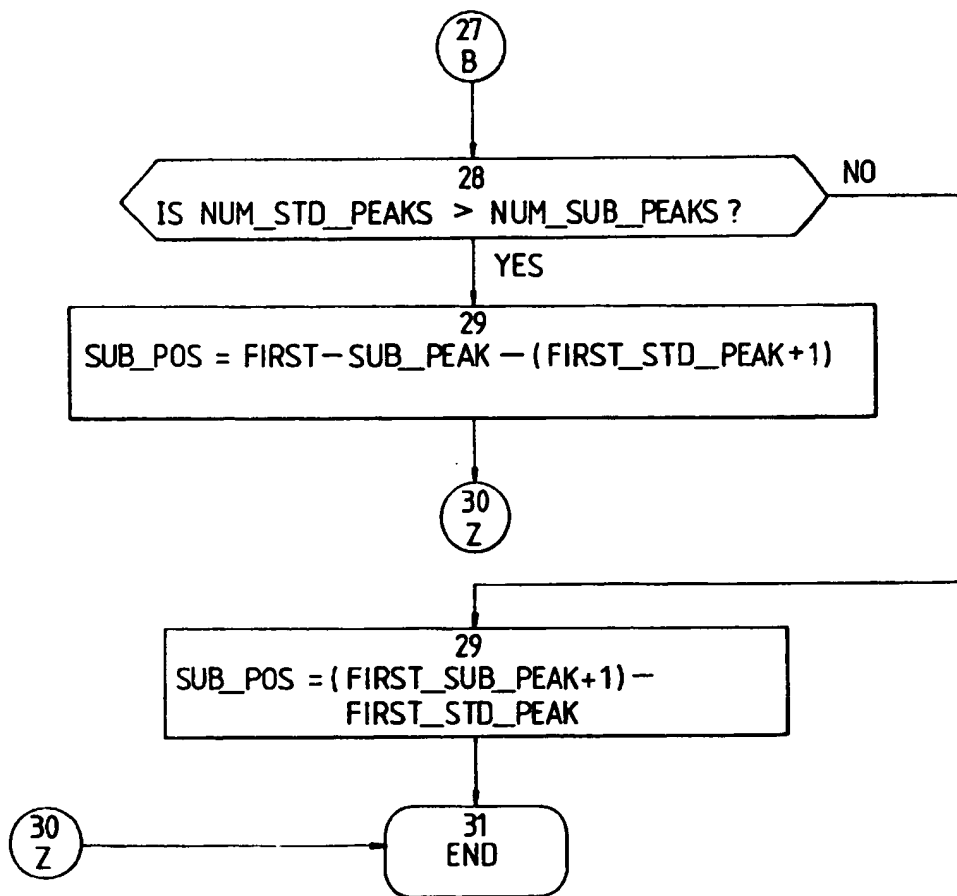 27
B
28
IS NUM_STD_PEAKS > NUM_SUB_PEAKS ?
NO
YES
29
SUB_POS = FIRST-SUB_PEAK-(FIRST_STD_PEAK+1)
30
Z
29
SUB_POS =(FIRST_SUB_PEAK+1)-
FIRST_STD_PEAK
30
Z
31
END